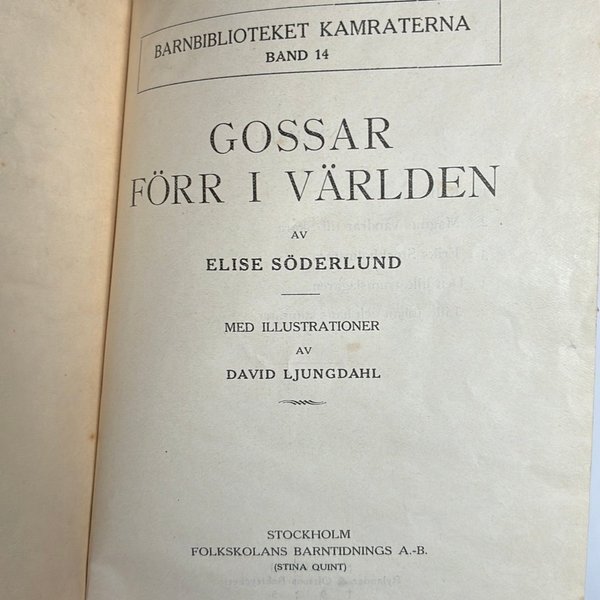 BARNBIBLIOTEKET KAMRATERNA
BAND 14
GOSSAR
FÖRR I VÄRLDEN
AV
ELISE SÖDERLUND
MED ILLUSTRATIONER
AV
DAVID LJUNGDAHL
STOCKHOLM
FOLKSKOLANS BARNTIDNINGS A.-B.
(STINA QUINT)